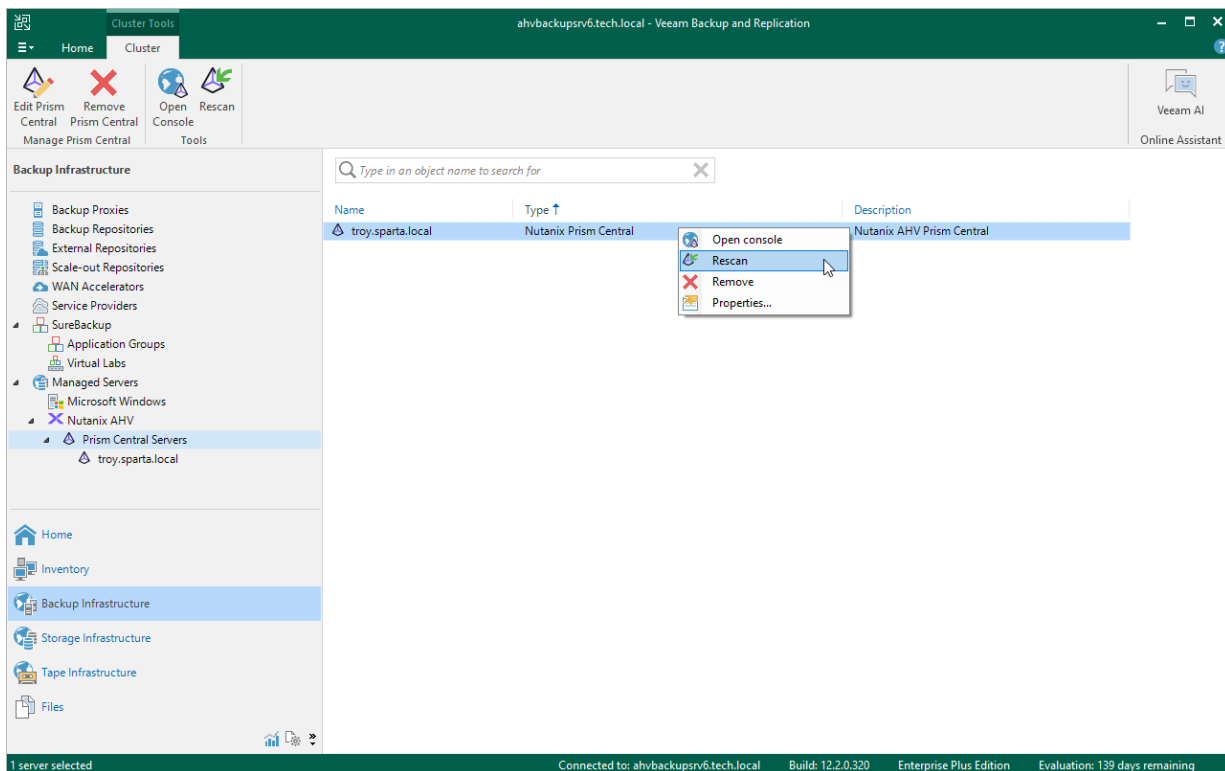 Cluster Tools
ahvbackupsrv6.tech.local - Veeam Backup and Replication
Home
Cluster
Edit Prism Central
Remove Prism Central
Open Console
Rescan
Manage Prism Central
Tools
Veeam AI
Online Assistant
Backup Infrastructure
Backup Proxies
Backup Repositories
External Repositories
Scale-out Repositories
WAN Accelerators
Service Providers
SureBackup
Application Groups
Virtual Labs
Managed Servers
Microsoft Windows
Nutanix AHV
Prism Central Servers
troy.sparta.local
Home
Inventory
Backup Infrastructure
Storage Infrastructure
Tape Infrastructure
Files
Type in an object name to search for
Name Type Description
troy.sparta.local Nutanix Prism Central Nutanix AHV Prism Central
Open console
Rescan
Remove
Properties...
1 server selected
Connected to: ahvbackupsrv6.tech.local Build: 12.2.0.320 Enterprise Plus Edition Evaluation: 139 days remaining